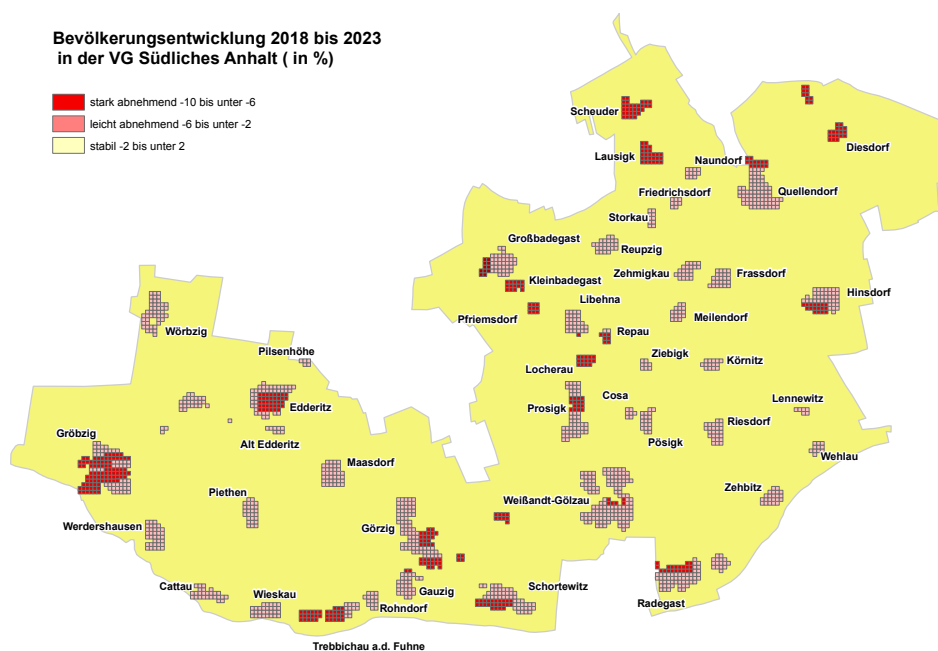 Bevölkerungsentwicklung 2018 bis 2023
in der VG Südliches Anhalt ( in %)
stark abnehmend -10 bis unter -6
leicht abnehmend -6 bis unter -2
stabil -2 bis unter 2
Scheuder
Diesdorf
Lausigk
Naundorf
Friedrichsdorf
Quellendorf
Storkau
Großbadegast
Reupzig
Zehmigkau
Frassdorf
Kleinbadegast
Hinsdorf
Libehna
Pfriemsdorf
Meilendorf
Wörbzig
Repau
Pilsenhöhe
Ziebigk
Körnitz
Locherau
Edderitz
Prosigk
Cosa
Lennewitz
Gröbzig
Alt Edderitz
Pösigk
Riesdorf
Wehlau
Maasdorf
Piethen
Weißandt-Gölzau
Zehbitz
Werdershausen
Görzig
Cattau
Wieskau
Gauzig
Schortewitz
Rohndorf
Radegast
Trebbichau a.d. Fuhne